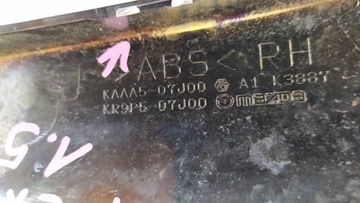 >ABS< RH
KAAA5-07J00 A1 K3887
KR9P5-07J00 mazda
1.5